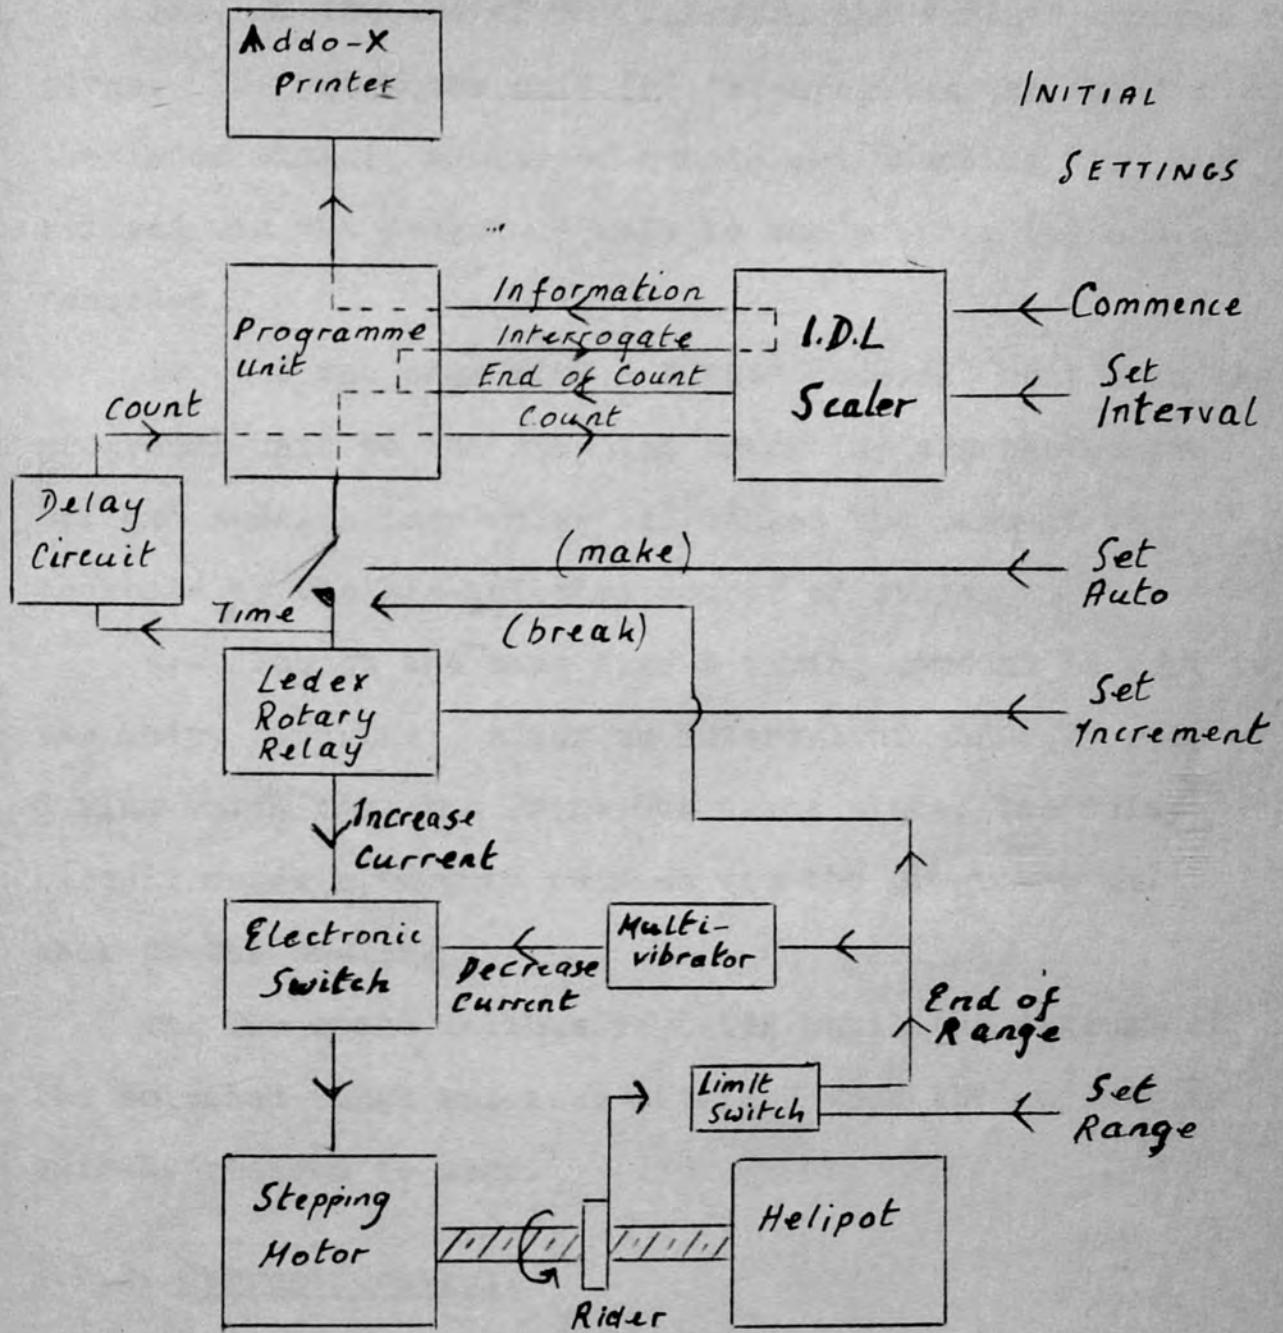 Addo-X
Printer
INITIAL
SETTINGS
Programme
Unit
Information
Interrogate
End of Count
Count
I.D.L
Scaler
Commence
Set
Interval
Count
Delay
Circuit
Time
(make)
Set
Auto
(break)
Ledex
Rotary
Relay
Set
Increment
Increase
Current
Electronic
Switch
Decrease
Current
Multi-
vibrator
End of
Range
Limit
Switch
Set
Range
Stepping
Motor
Rider
Helipot